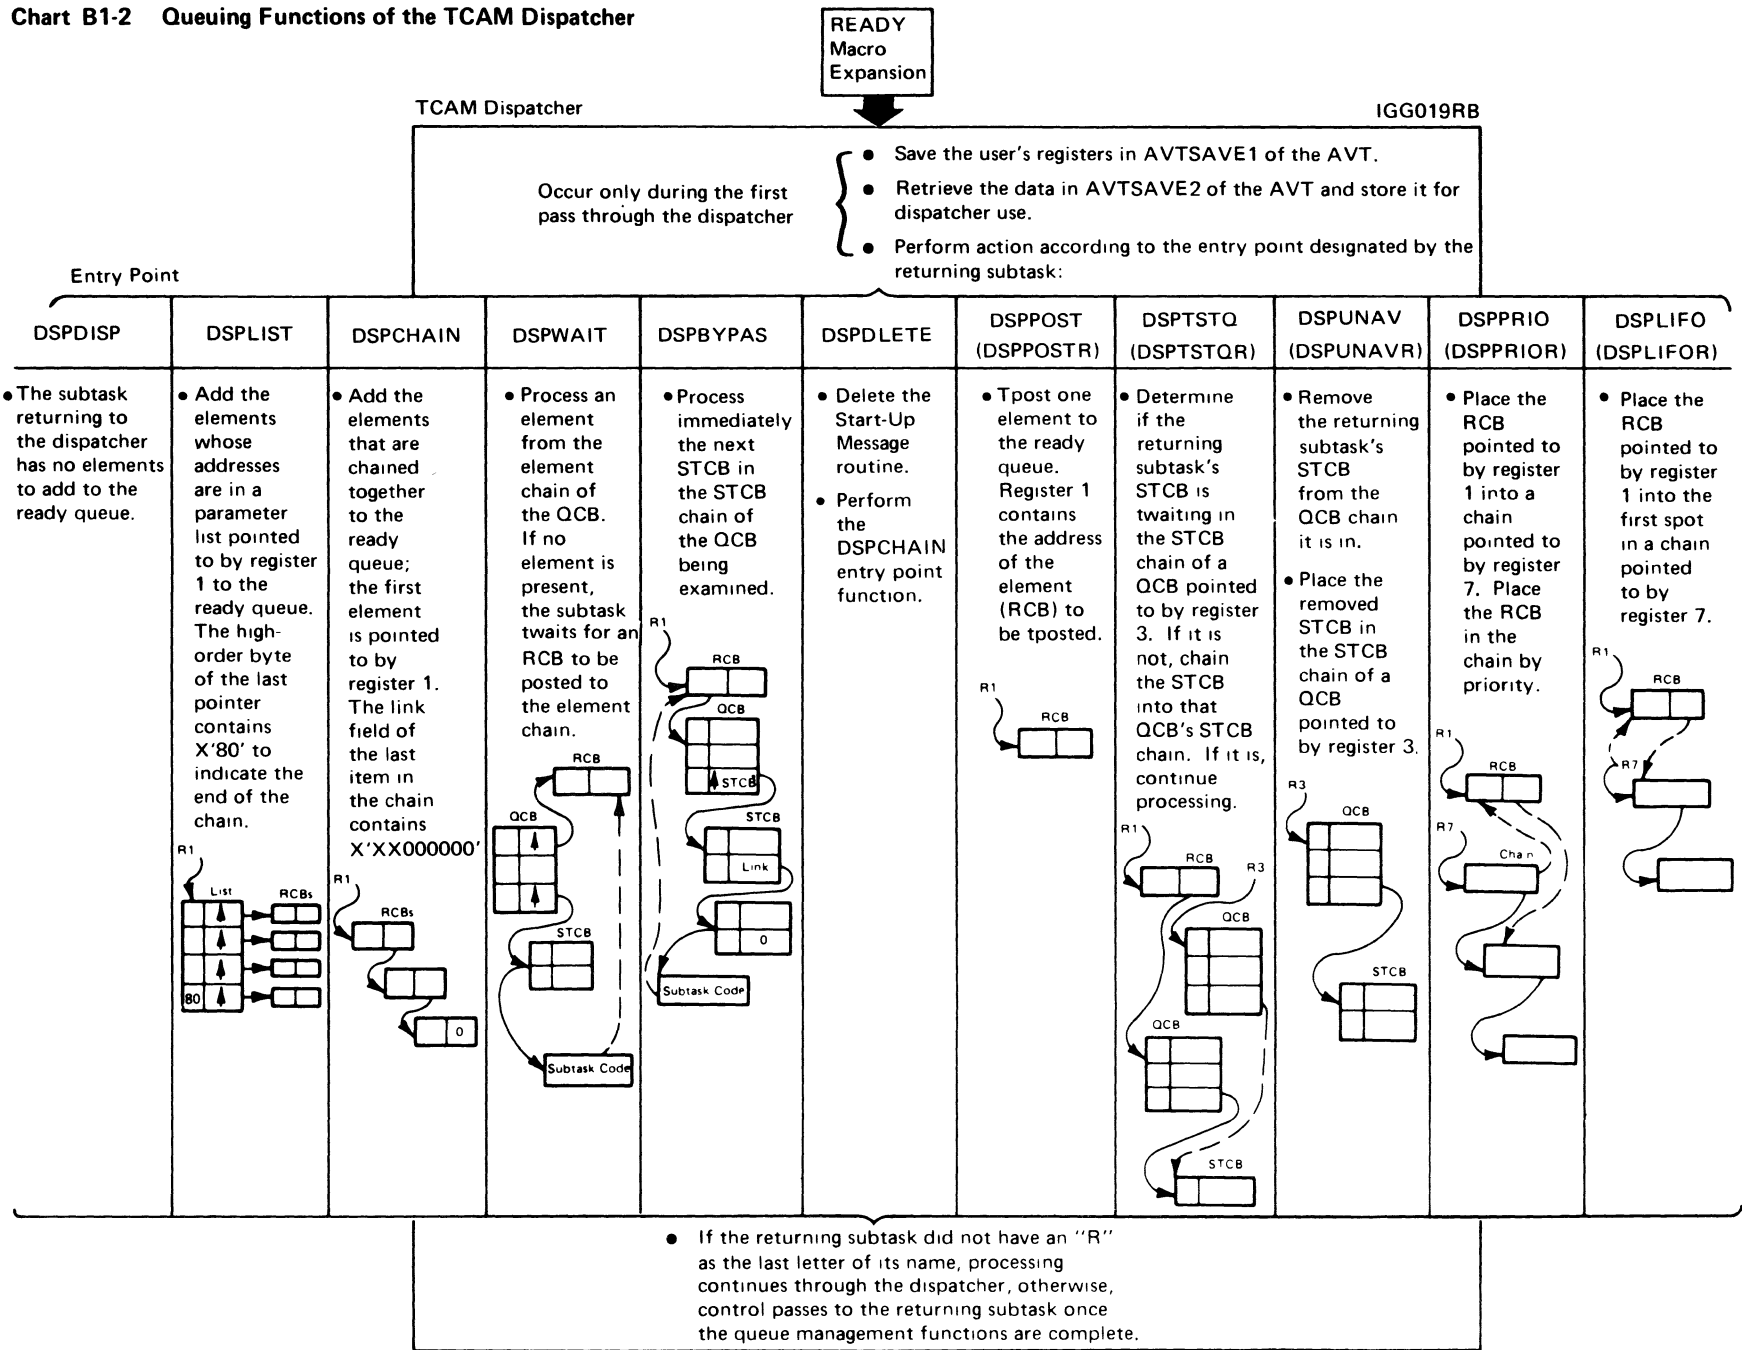 Chart B1-2 Queuing Functions of the TCAM Dispatcher
READY
Macro
Expansion
TCAM Dispatcher
IGG019RB
Occur only during the first
pass through the dispatcher
• Save the user's registers in AVTSAVE1 of the AVT.
• Retrieve the data in AVTSAVE2 of the AVT and store it for
dispatcher use.
• Perform action according to the entry point designated by the
returning subtask:
Entry Point
DSPDISP
• The subtask
returning to
the dispatcher
has no elements
to add to the
ready queue.
DSPLIST
• Add the
elements
whose
addresses
are in a
parameter
list pointed
to by register
1 to the
ready queue.
The high-
order byte
of the last
pointer
contains
X'80' to
indicate the
end of the
chain.
R1
List
RCBs
80
DSPCHAIN
• Add the
elements
that are
chained
together
to the
ready
queue;
the first
element
is pointed
to by
register 1.
The link
field of
the last
item in
the chain
contains
X'XX000000'
R1
RCBs
0
DSPWAIT
• Process an
element
from the
element
chain of
the QCB.
If no
element is
present,
the subtask
twaits for an
RCB to be
posted to
the element
chain.
RCB
QCB
STCB
Subtask Code
DSPBYPAS
• Process
immediately
the next
STCB in
the STCB
chain of
the QCB
being
examined.
R1
RCB
QCB
STCB
STCB
Link
0
Subtask Code
DSPDLETE
• Delete the
Start-Up
Message
routine.
• Perform
the
DSPCHAIN
entry point
function.
DSPPOST
(DSPPOSTR)
• Tpost one
element to
the ready
queue.
Register 1
contains
the address
of the
element
(RCB) to
be tposted.
R1
RCB
DSPTSTQ
(DSPTSTQR)
• Determine
if the
returning
subtask's
STCB is
twaiting in
the STCB
chain of a
QCB pointed
to by register
3. If it is
not, chain
the STCB
into that
QCB's STCB
chain. If it is,
continue
processing.
R1
RCB
R3
QCB
QCB
STCB
DSPUNAV
(DSPUNAVR)
• Remove
the returning
subtask's
STCB
from the
QCB chain
it is in.
• Place the
removed
STCB in
the STCB
chain of a
QCB
pointed to
by register 3.
R3
QCB
STCB
DSPPRIO
(DSPPRIOR)
• Place the
RCB
pointed to
by register
1 into a
chain
pointed to
by register
7. Place
the RCB
in the
chain by
priority.
R1
RCB
R7
Chain
DSPLIFO
(DSPLIFOR)
• Place the
RCB
pointed to
by register
1 into the
first spot
in a chain
pointed
to by
register 7.
R1
RCB
R7
• If the returning subtask did not have an "R"
as the last letter of its name, processing
continues through the dispatcher, otherwise,
control passes to the returning subtask once
the queue management functions are complete.